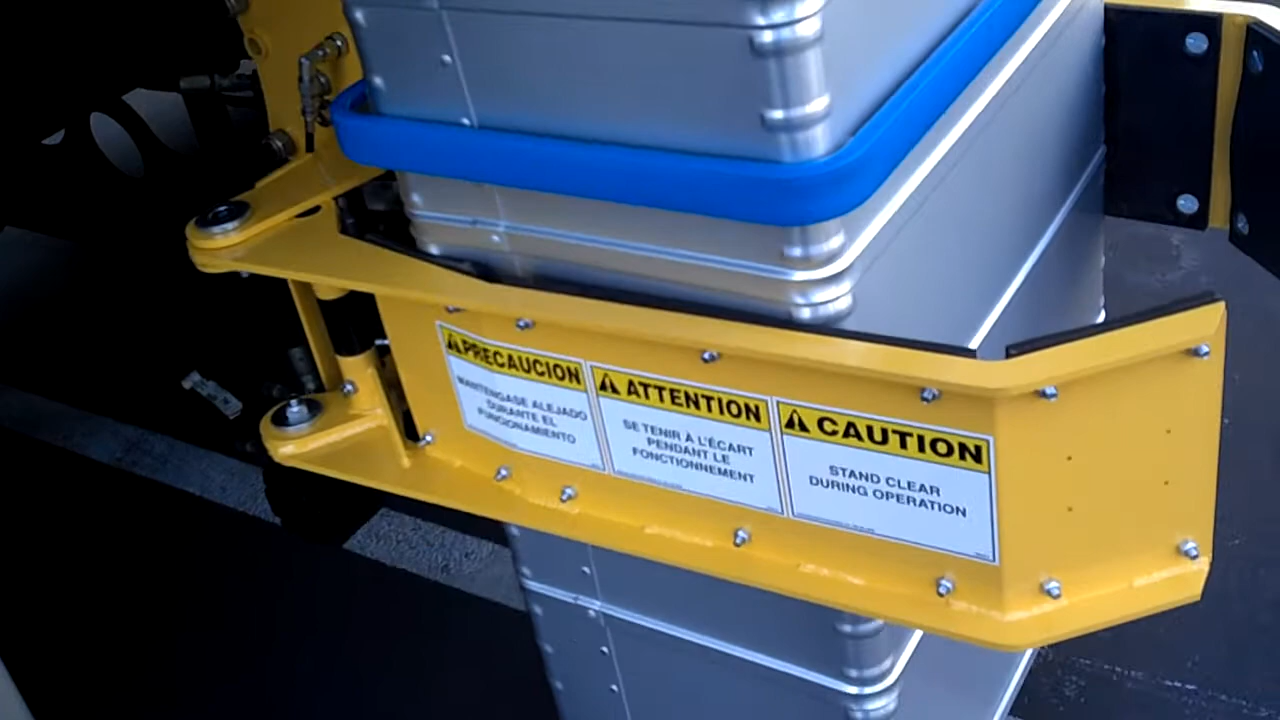 PRECAUCION
MANTENGASE ALEJADO
DURANTE EL
FUNCIONAMIENTO
ATTENTION
SE TENIR À L'ÉCART
PENDANT LE
FONCTIONNEMENT
CAUTION
STAND CLEAR
DURING OPERATION